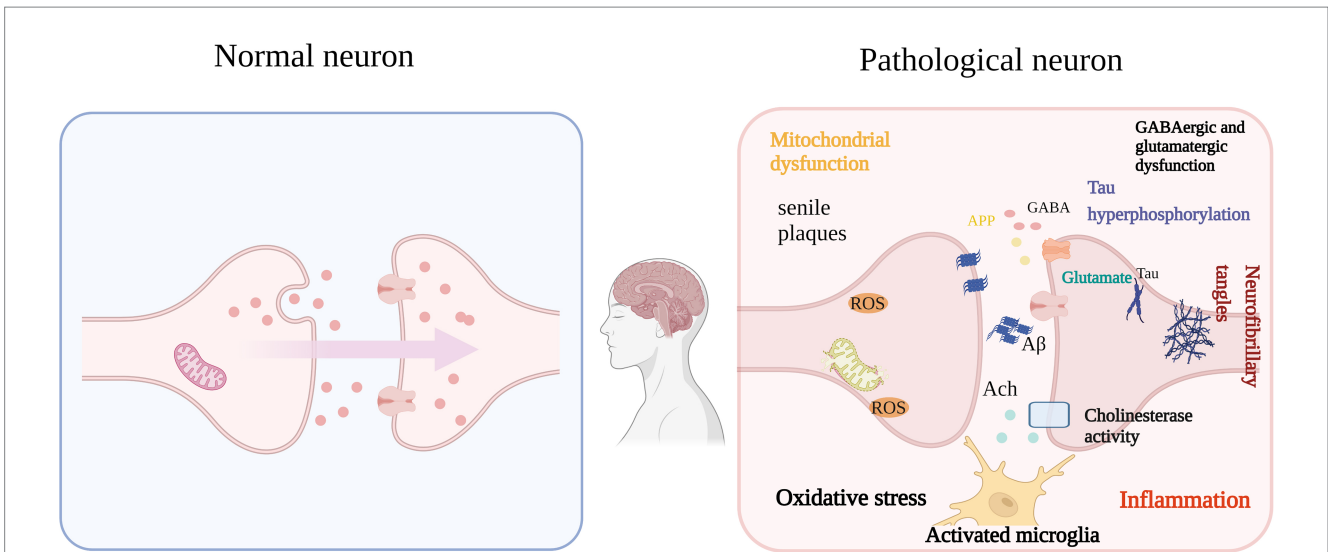 Normal neuron
Pathological neuron
Mitochondrial
dysfunction
senile
plaques
GABAergic and
glutamatergic
dysfunction
Tau
hyperphosphorylation
APP
GABA
Glutamate
Tau
Neurofibrillary
tangles
ROS
Aβ
ROS
Ach
Cholinesterase
activity
Oxidative stress
Inflammation
Activated microglia